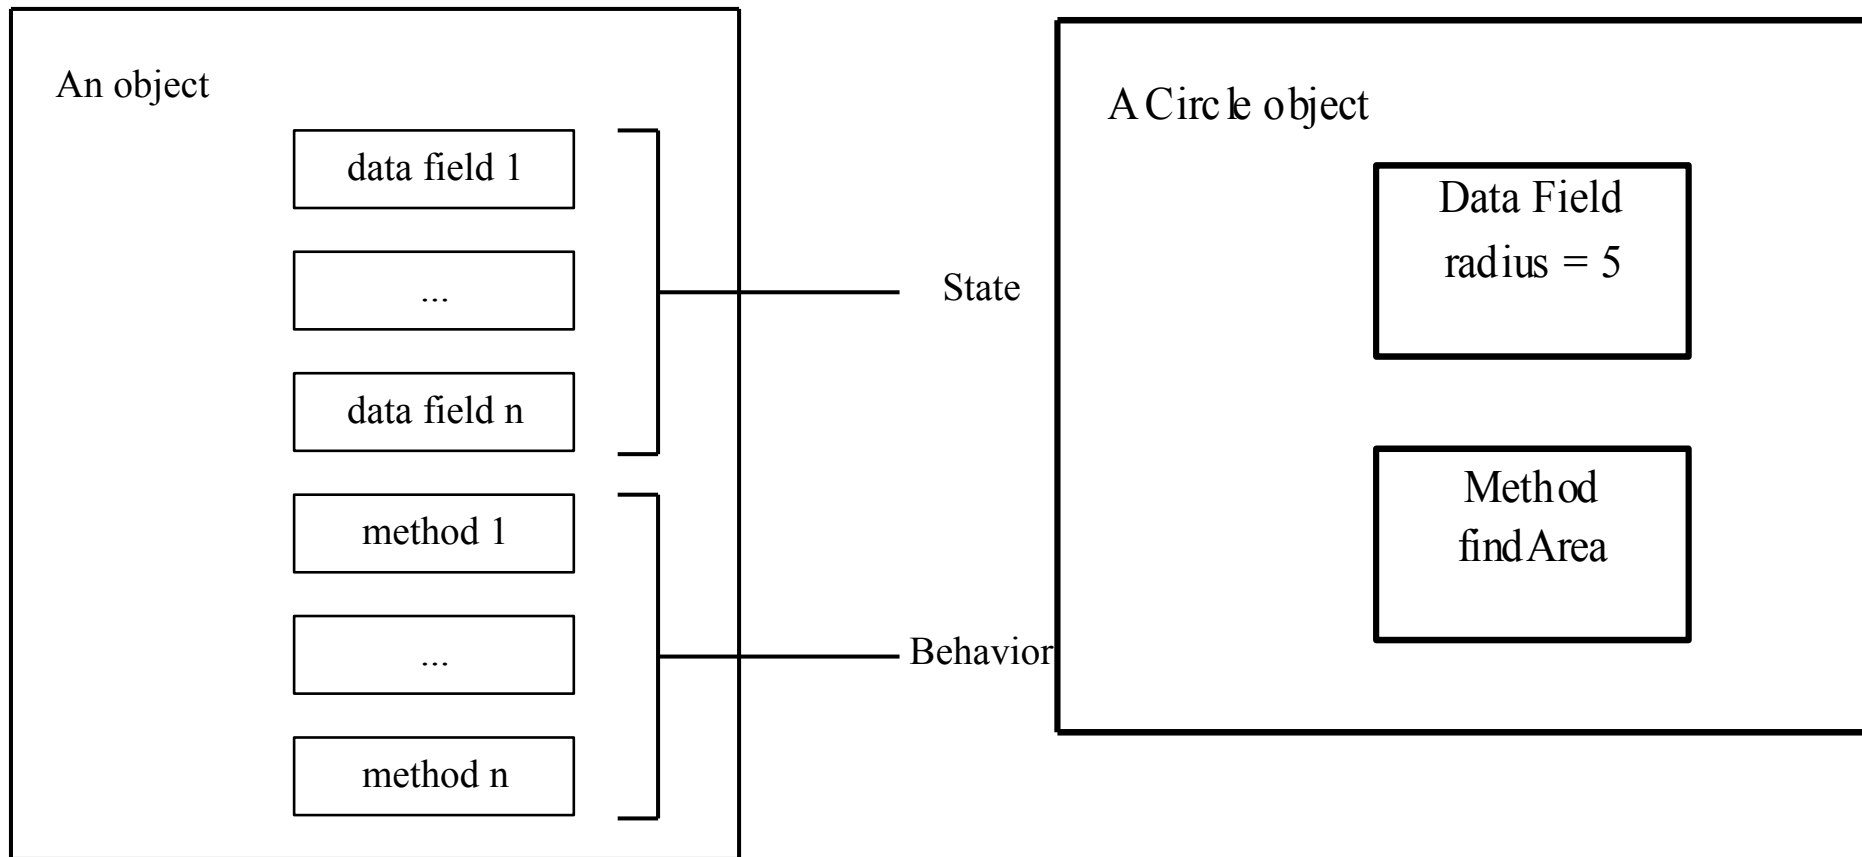 An object
data field 1
...
data field n
method 1
...
method n
State
Behavior
A Circle object
Data Field
radius = 5
Method
findArea